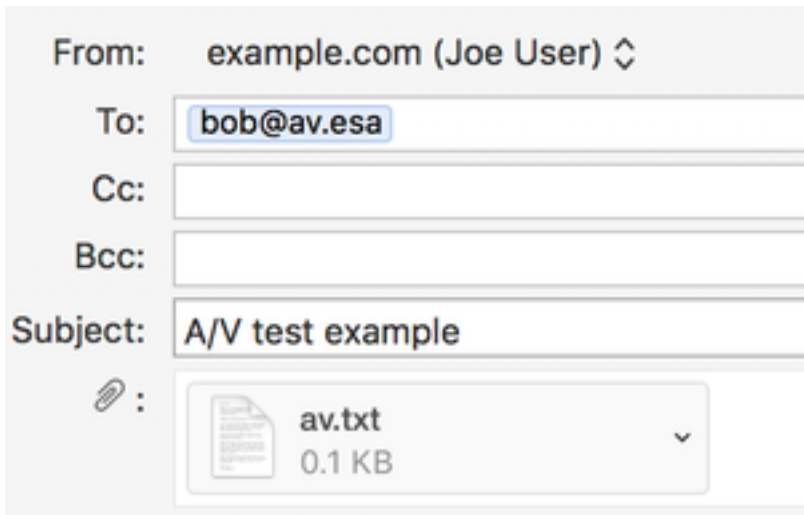 From: example.com (Joe User)
To: bob@av.esa
Cc:
Bcc:
Subject: A/V test example
:
av.txt
0.1 KB